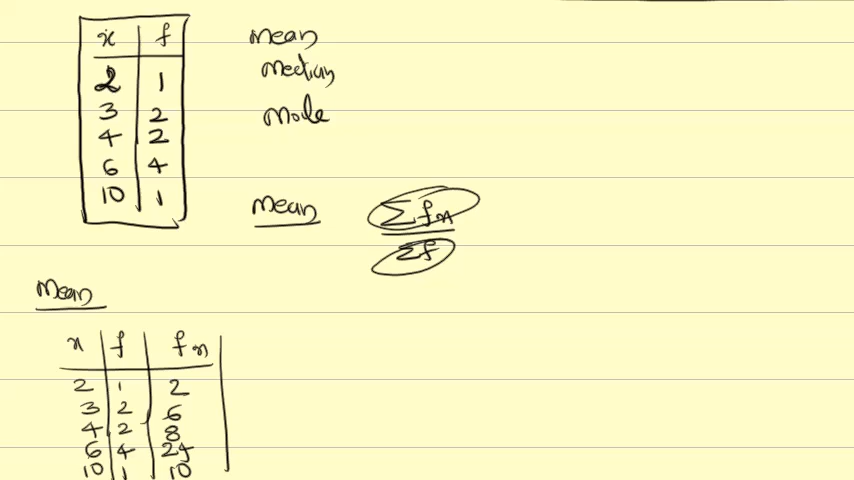 x f
2 1
3 2
4 2
6 4
10 1
mean
median
mode
mean Σfx
Σf
mean
x f fx
2 1 2
3 2 6
4 2 8
6 4 24
10 1 10